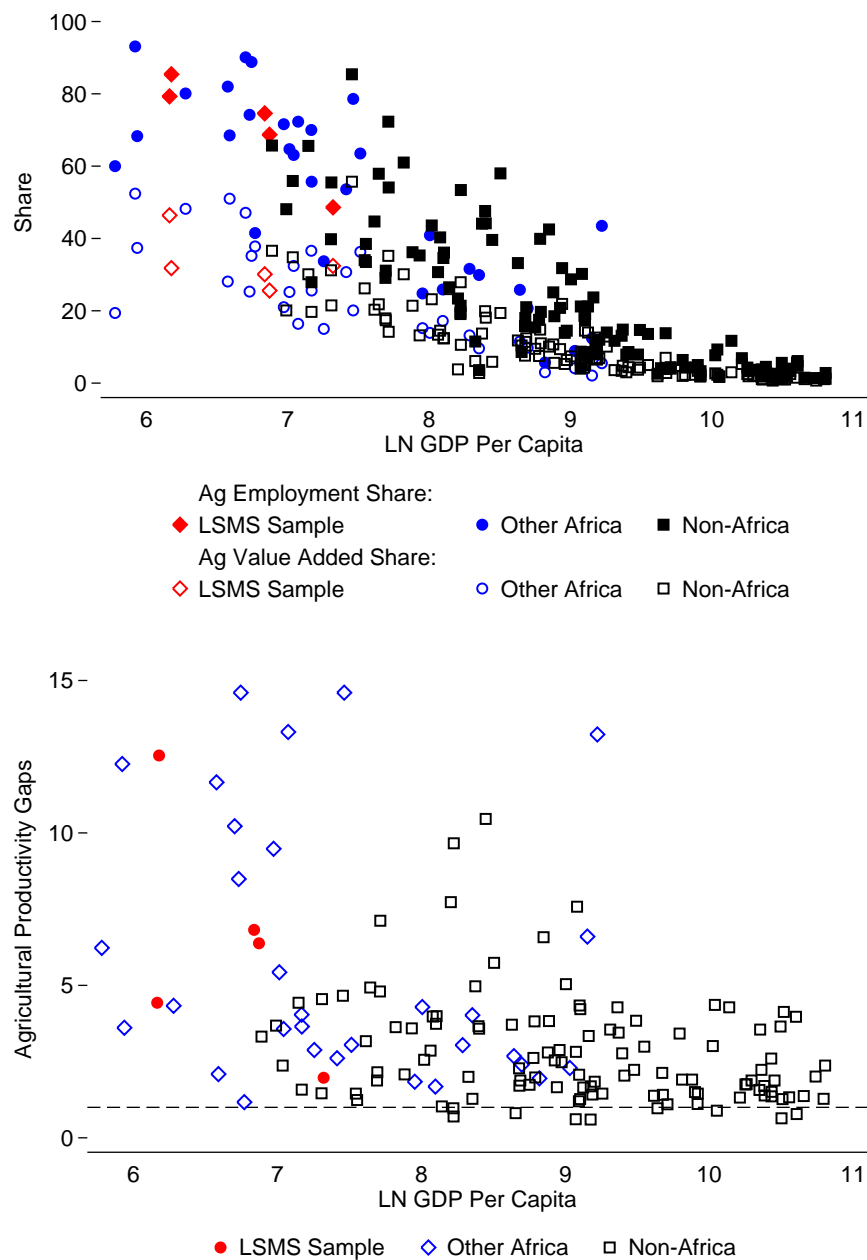 100
80
60
40
20
0
Share
6 7 8 9 10 11
LN GDP Per Capita
Ag Employment Share:
LSMS Sample Other Africa Non-Africa
Ag Value Added Share:
LSMS Sample Other Africa Non-Africa
15
10
5
0
Agricultural Productivity Gaps
6 7 8 9 10 11
LN GDP Per Capita
LSMS Sample Other Africa Non-Africa